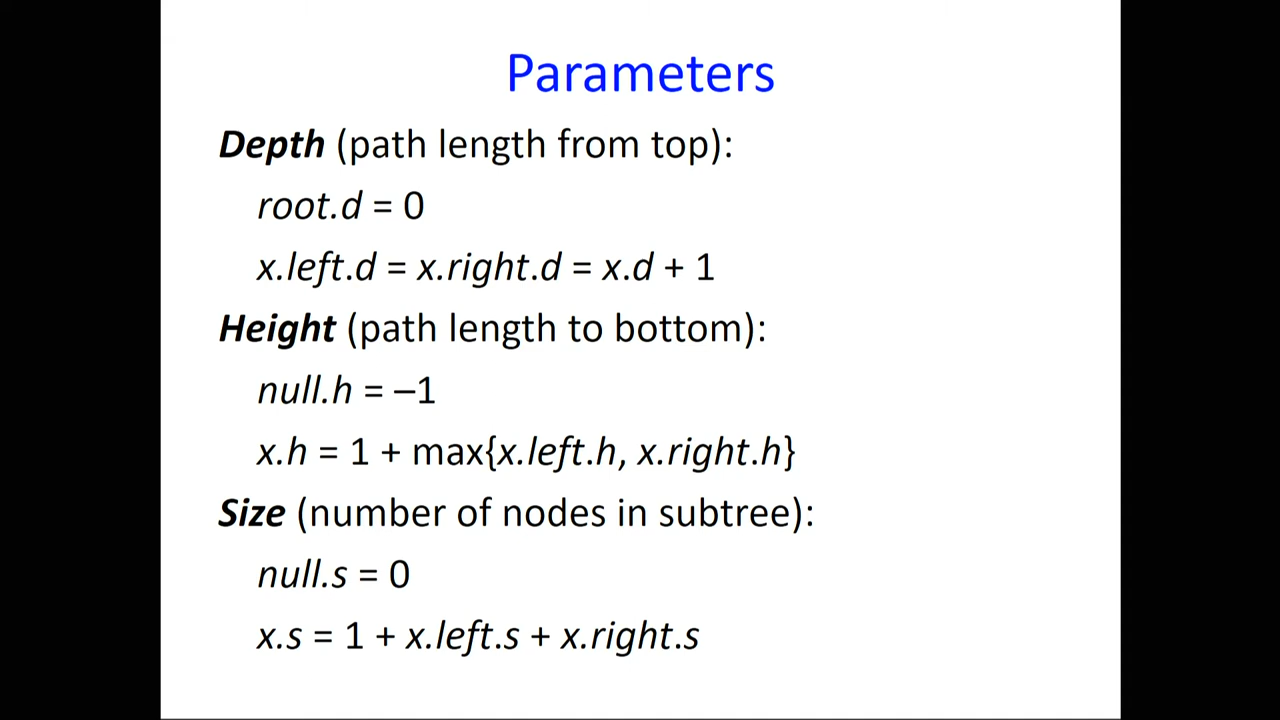 Parameters
Depth (path length from top):
root.d = 0
x.left.d = x.right.d = x.d + 1
Height (path length to bottom):
null.h = –1
x.h = 1 + max{x.left.h, x.right.h}
Size (number of nodes in subtree):
null.s = 0
x.s = 1 + x.left.s + x.right.s